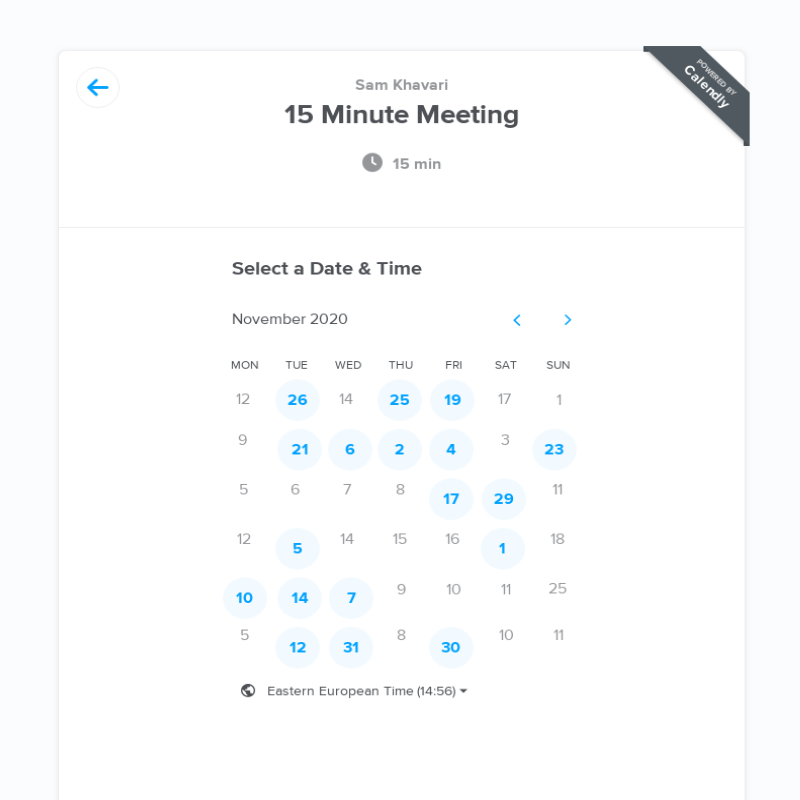 POWERED BY
Calendly
Sam Khavari
15 Minute Meeting
15 min
Select a Date & Time
November 2020
MON TUE WED THU FRI SAT SUN
12 26 14 25 19 17 1
9 21 6 2 4 3 23
5 6 7 8 17 29 11
12 5 14 15 16 1 18
10 14 7 9 10 11 25
5 12 31 8 30 10 11
Eastern European Time (14:56)